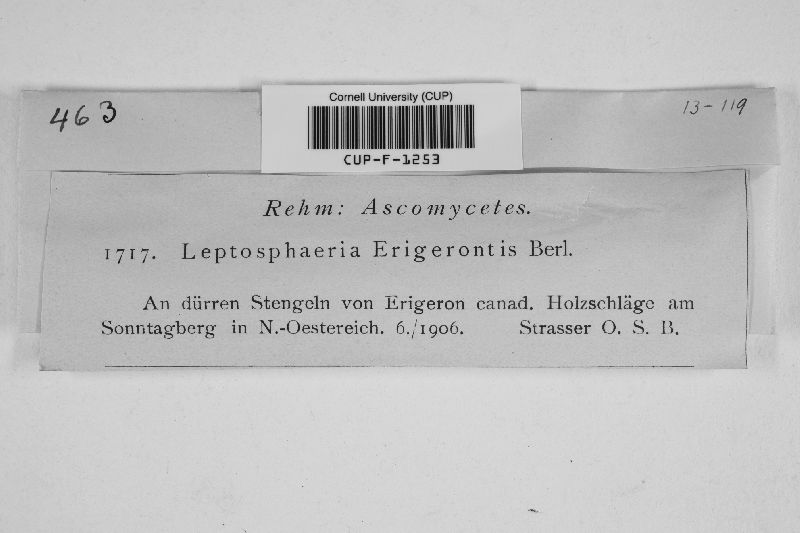 463
13-119
Cornell University (CUP)
CUP-F-1253
Rehm: Ascomycetes.
1717. Leptosphaeria Erigerontis Berl.
An dürren Stengeln von Erigeron canad. Holzschläge am
Sonntagberg in N.-Oestereich. 6./1906. Strasser O. S. B.